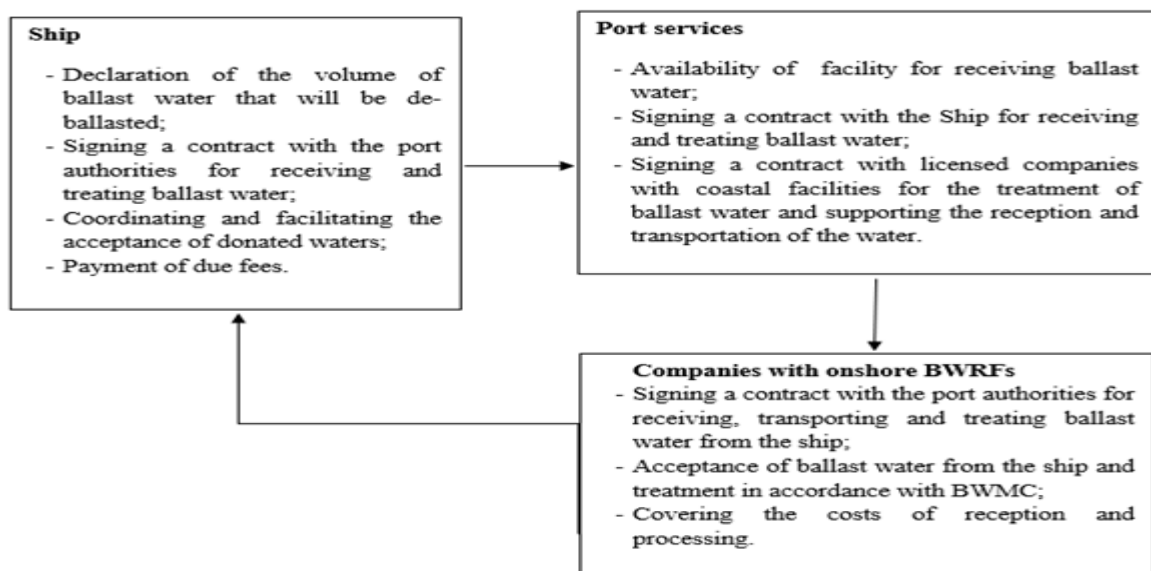 Ship
- Declaration of the volume of
ballast water that will be de-
ballasted;
- Signing a contract with the port
authorities for receiving and
treating ballast water;
- Coordinating and facilitating the
acceptance of donated waters;
- Payment of due fees.
Port services
- Availability of facility for receiving ballast
water;
- Signing a contract with the Ship for receiving
and treating ballast water;
- Signing a contract with licensed companies
with coastal facilities for the treatment of
ballast water and supporting the reception and
transportation of the water.
Companies with onshore BWRFs
- Signing a contract with the port authorities for
receiving, transporting and treating ballast
water from the ship;
- Acceptance of ballast water from the ship and
treatment in accordance with BWMC;
- Covering the costs of reception and
processing.